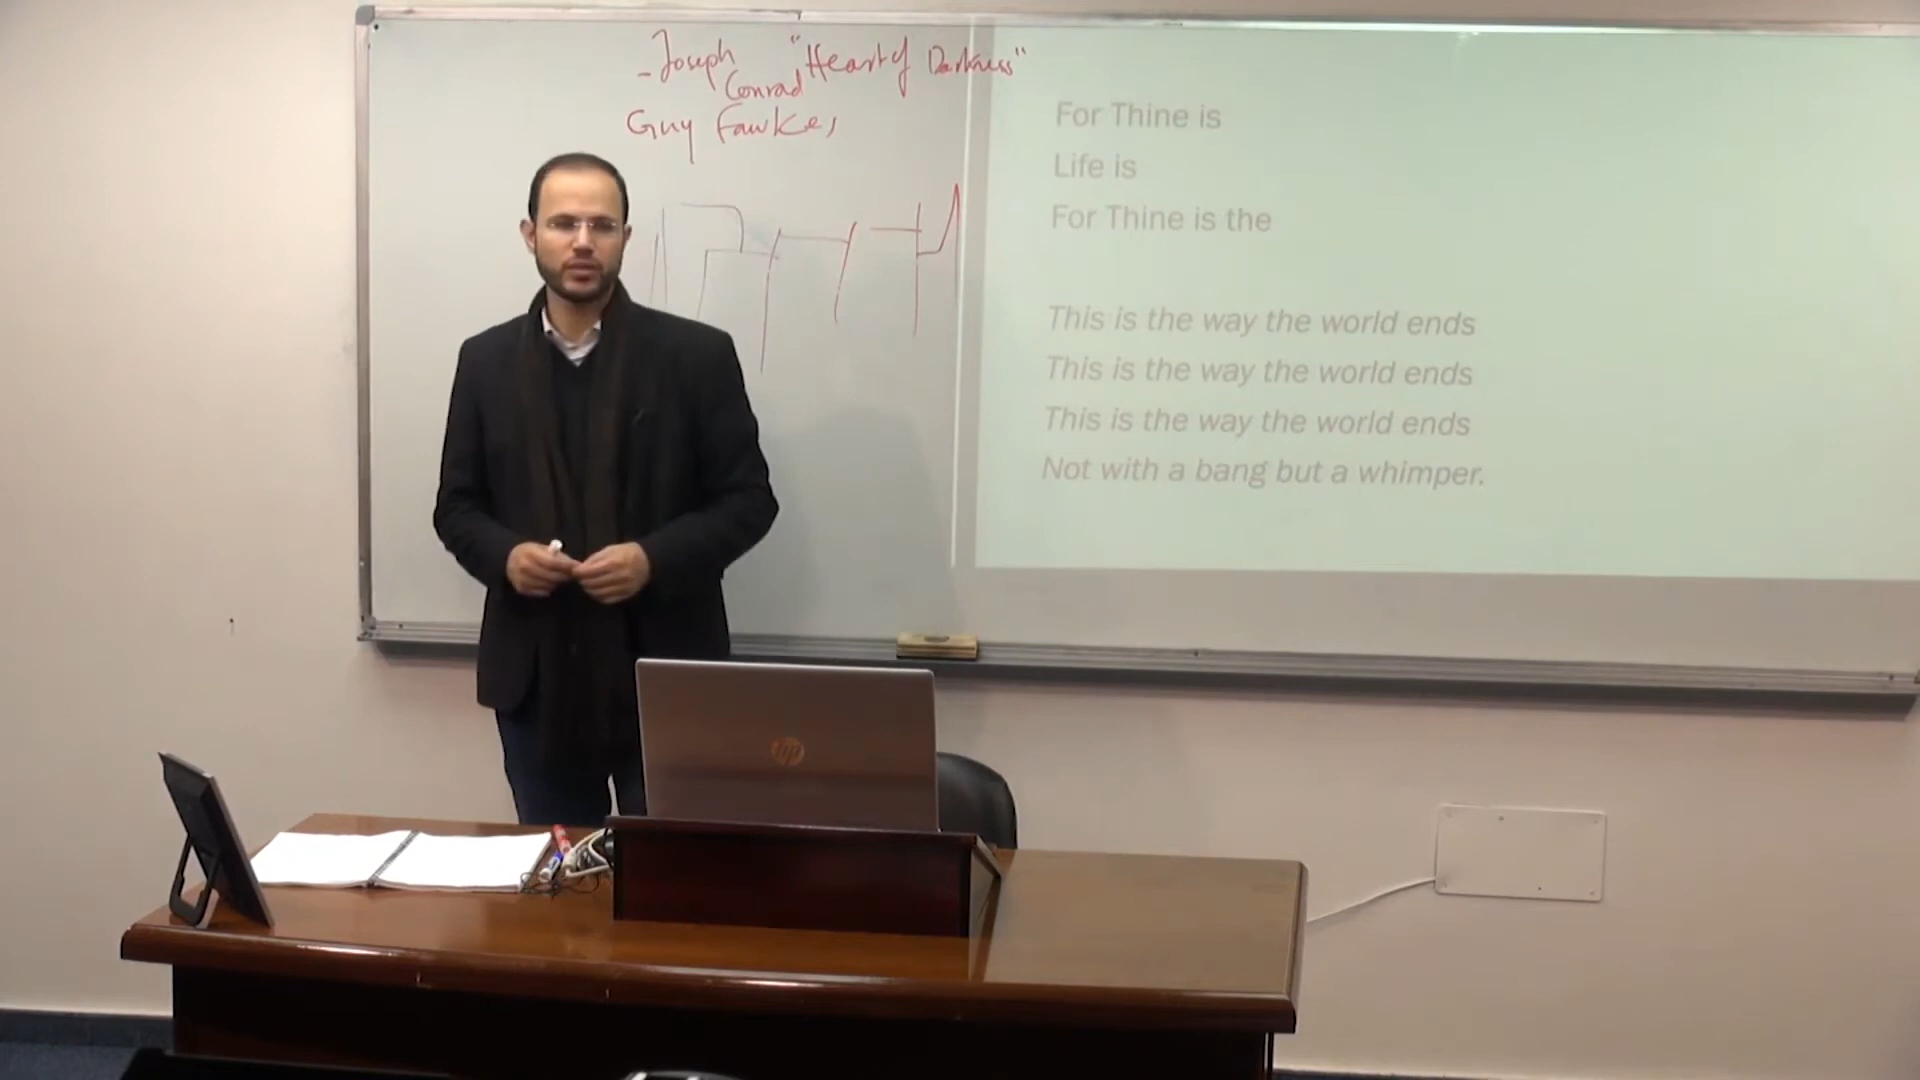 - Joseph "Heart of Darkness"
Conrad
Guy Fawkes
For Thine is
Life is
For Thine is the
This is the way the world ends
This is the way the world ends
This is the way the world ends
Not with a bang but a whimper.
hp